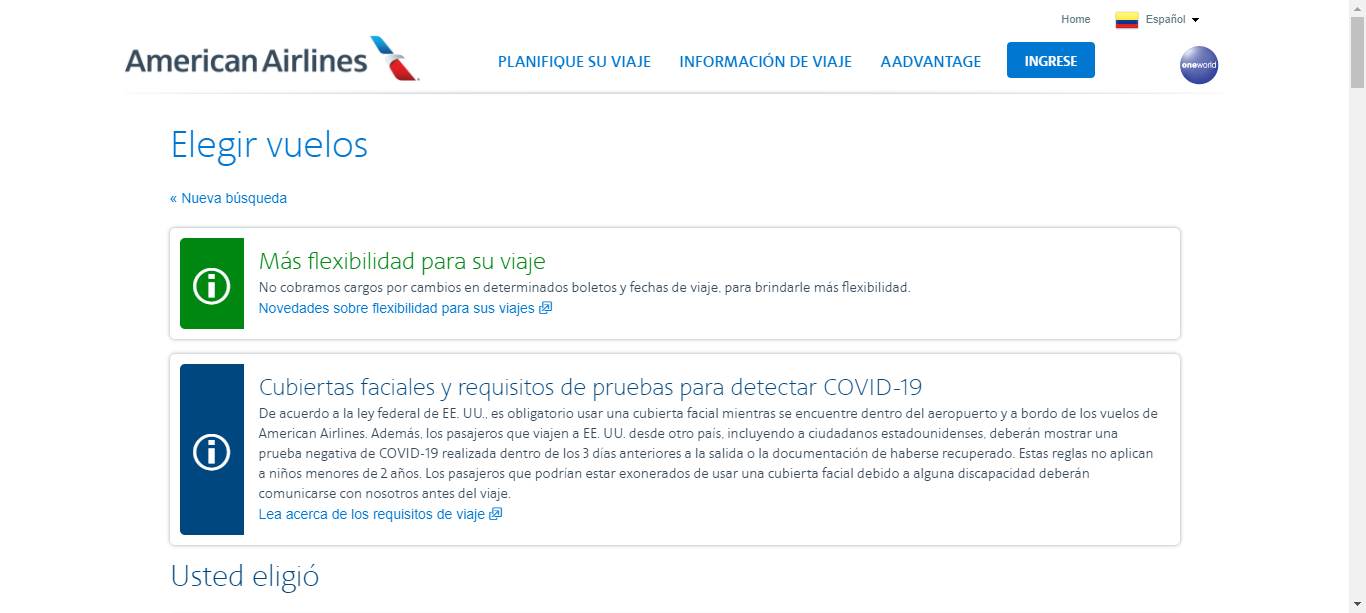 Home
Español
American Airlines
PLANIFIQUE SU VIAJE
INFORMACIÓN DE VIAJE
AADVANTAGE
INGRESE
oneworld
Elegir vuelos
« Nueva búsqueda
Más flexibilidad para su viaje
No cobramos cargos por cambios en determinados boletos y fechas de viaje, para brindarle más flexibilidad.
Novedades sobre flexibilidad para sus viajes
Cubiertas faciales y requisitos de pruebas para detectar COVID-19
De acuerdo a la ley federal de EE. UU., es obligatorio usar una cubierta facial mientras se encuentre dentro del aeropuerto y a bordo de los vuelos de
American Airlines. Además, los pasajeros que viajen a EE. UU. desde otro país, incluyendo a ciudadanos estadounidenses, deberán mostrar una
prueba negativa de COVID-19 realizada dentro de los 3 días anteriores a la salida o la documentación de haberse recuperado. Estas reglas no aplican
a niños menores de 2 años. Los pasajeros que podrían estar exonerados de usar una cubierta facial debido a alguna discapacidad deberán
comunicarse con nosotros antes del viaje.
Lea acerca de los requisitos de viaje
Usted eligió